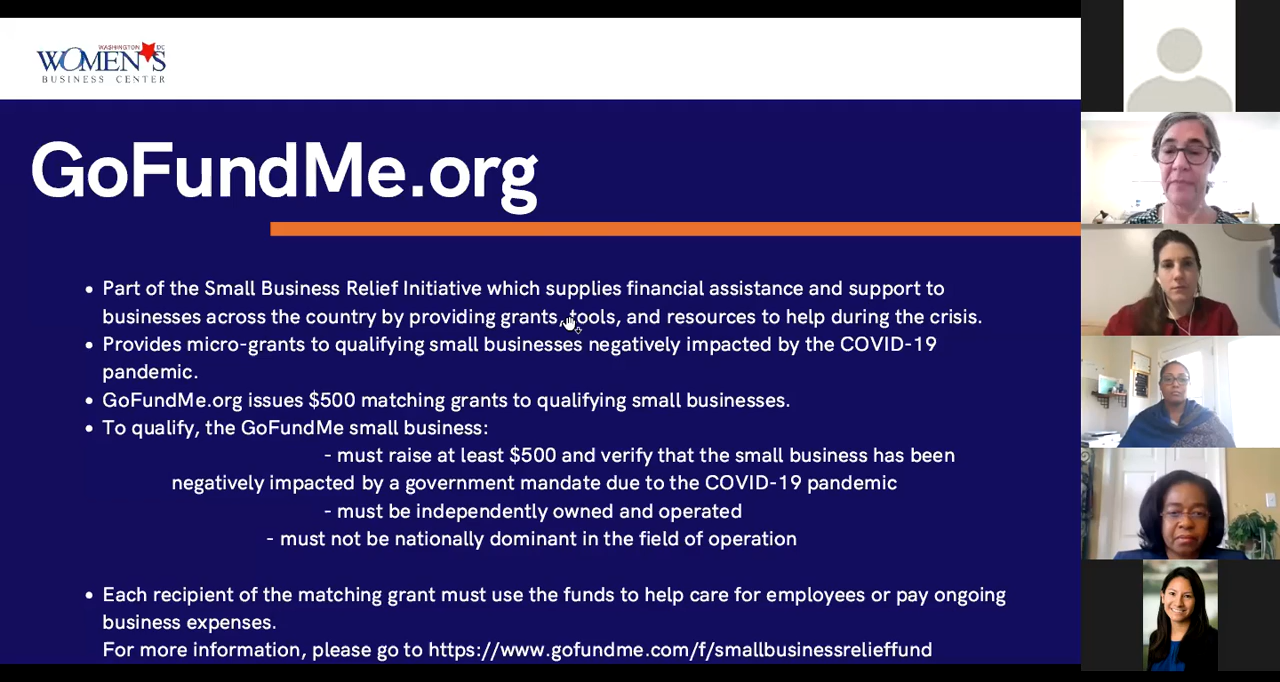 WASHINGTON DC
WOMEN'S
BUSINESS CENTER
GoFundMe.org
• Part of the Small Business Relief Initiative which supplies financial assistance and support to
businesses across the country by providing grants, tools, and resources to help during the crisis.
• Provides micro-grants to qualifying small businesses negatively impacted by the COVID-19
pandemic.
• GoFundMe.org issues $500 matching grants to qualifying small businesses.
• To qualify, the GoFundMe small business:
- must raise at least $500 and verify that the small business has been
negatively impacted by a government mandate due to the COVID-19 pandemic
- must be independently owned and operated
- must not be nationally dominant in the field of operation
• Each recipient of the matching grant must use the funds to help care for employees or pay ongoing
business expenses.
For more information, please go to https://www.gofundme.com/f/smallbusinessrelieffund